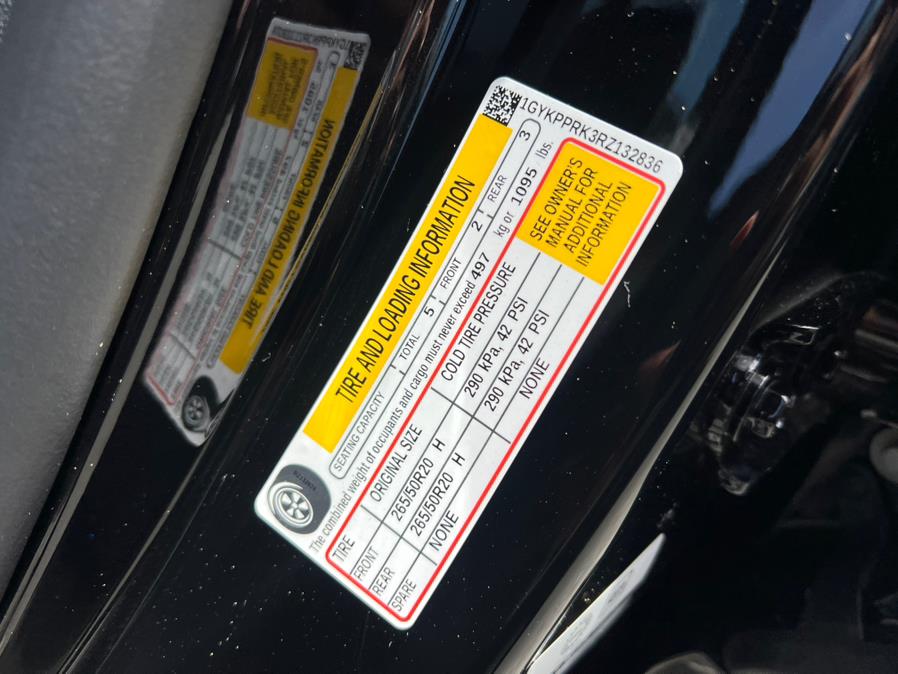 1GYKPPRK3RZ132836
TIRE AND LOADING INFORMATION
SEATING CAPACITY TOTAL 5 FRONT 2 REAR 3
The combined weight of occupants and cargo must never exceed 497 kg or 1095 lbs.
TIRE ORIGINAL SIZE COLD TIRE PRESSURE
FRONT 265/50R20 H 290 kPa, 42 PSI
REAR 265/50R20 H 290 kPa, 42 PSI
SPARE NONE NONE
SEE OWNER'S
MANUAL FOR
ADDITIONAL
INFORMATION